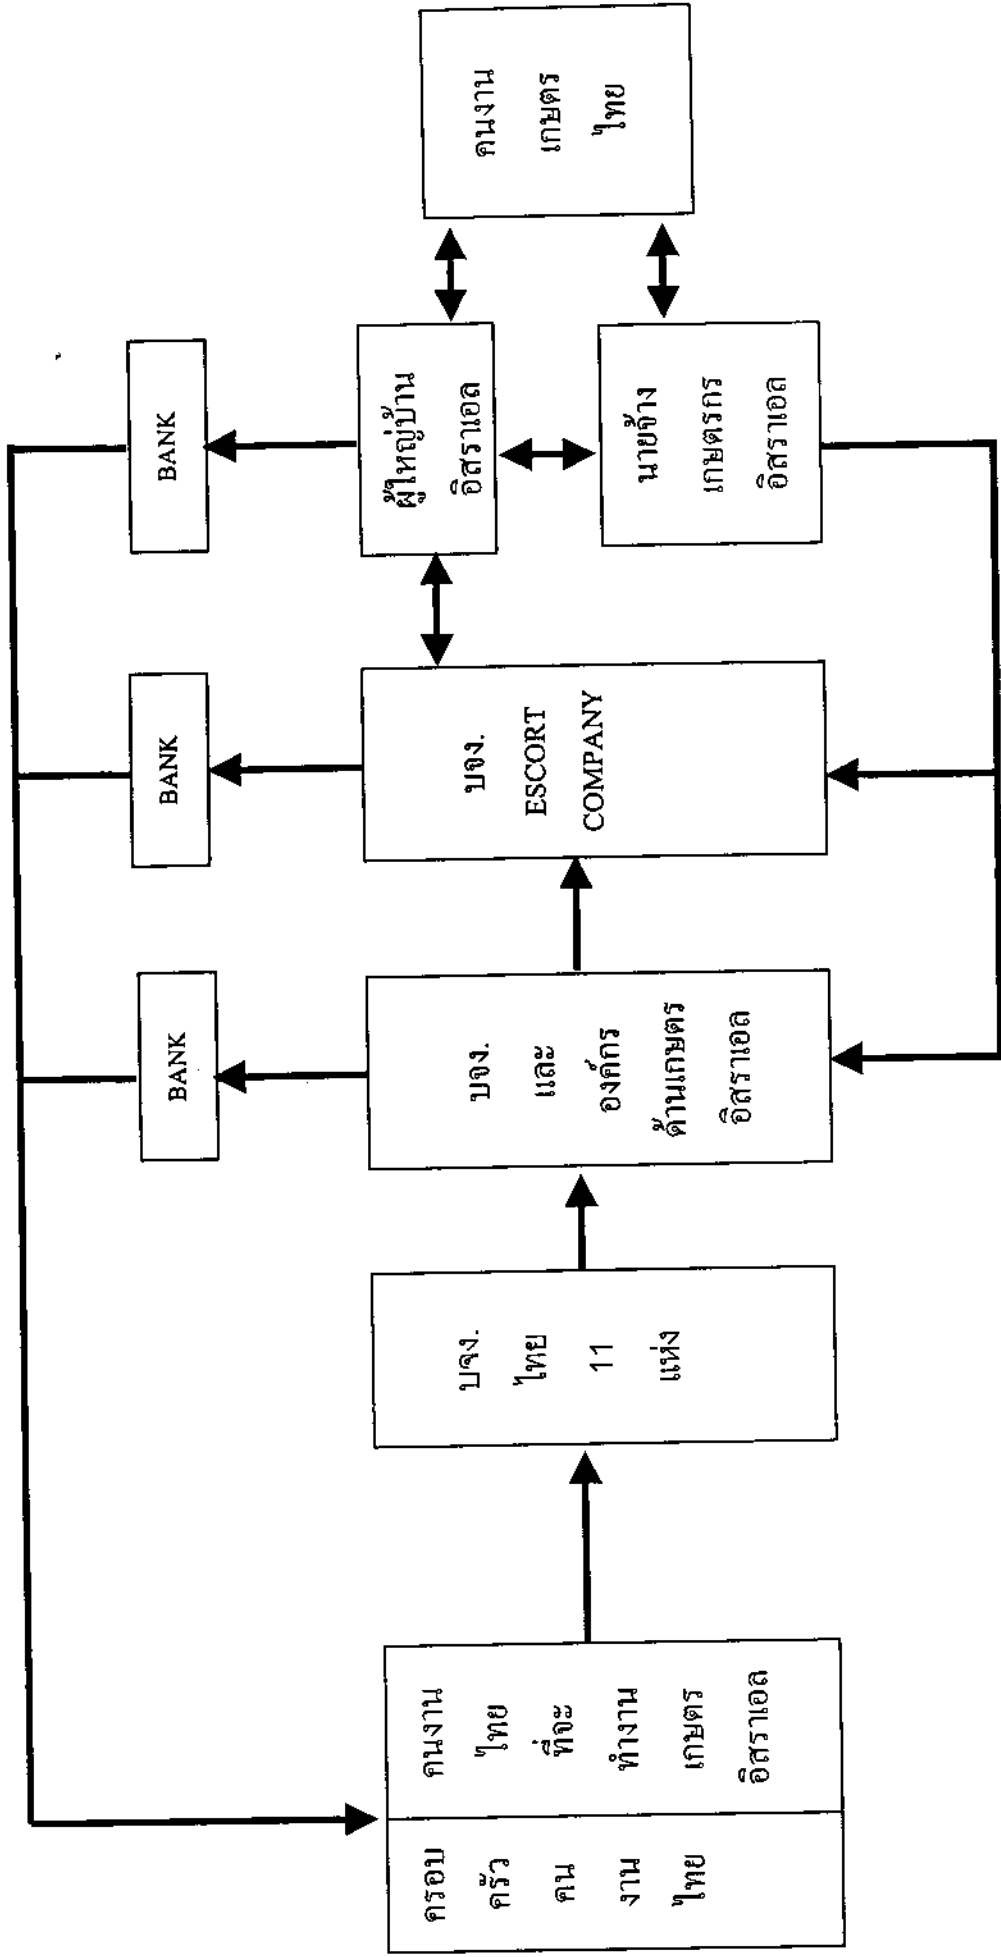 ครอบ
ครัว
คน
งาน
ไทย
คนงาน
ไทย
ที่จะ
ทำงาน
เกษตร
อิสราเอล
บจง.
ไทย
11
แห่ง
BANK
บจง.
และ
องค์กร
ด้านเกษตร
อิสราเอล
BANK
บจง.
ESCORT
COMPANY
BANK
ผู้ใหญ่บ้าน
อิสราเอล
นายจ้าง
เกษตรกร
อิสราเอล
คนงาน
เกษตร
ไทย